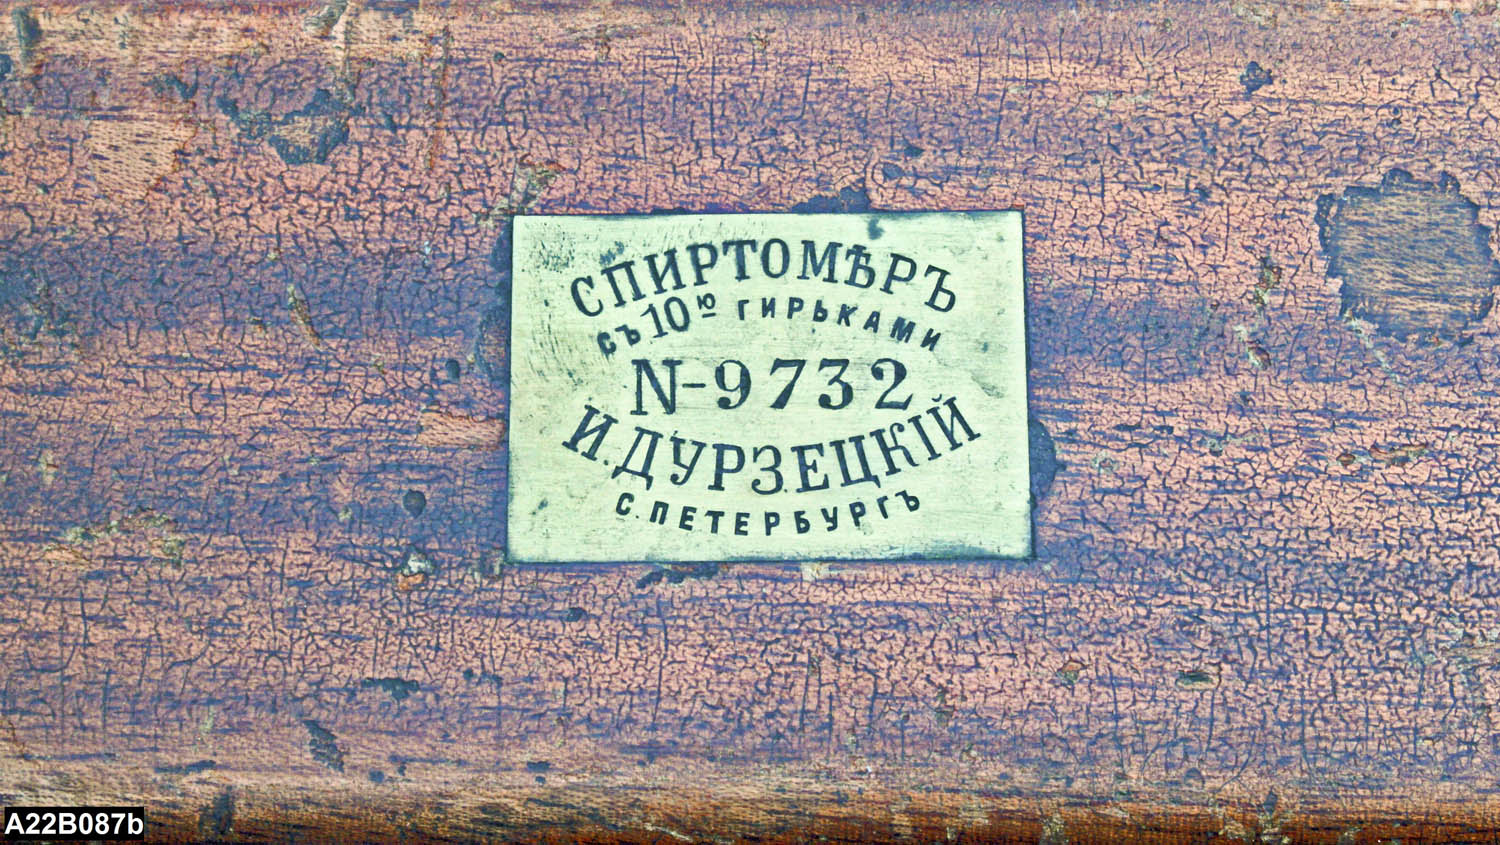 СПИРТОМѢРЪ
СЪ 10Ю ГИРЬКАМИ
N-9732
И.ДУРЗЕЦКІЙ
С.ПЕТЕРБУРГЪ
A22B087b